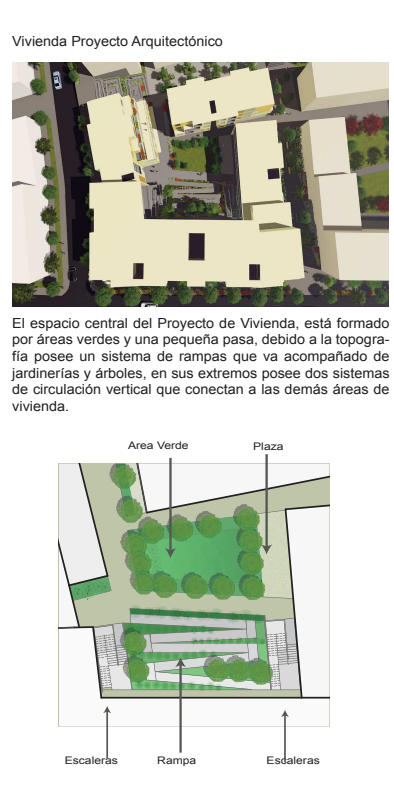 Vivienda Proyecto Arquitectónico
El espacio central del Proyecto de Vivienda, está formado
por áreas verdes y una pequeña pasa, debido a la topogra-
fía posee un sistema de rampas que va acompañado de
jardinerías y árboles, en sus extremos posee dos sistemas
de circulación vertical que conectan a las demás áreas de
vivienda.
Area Verde
Plaza
Escaleras
Rampa
Escaleras